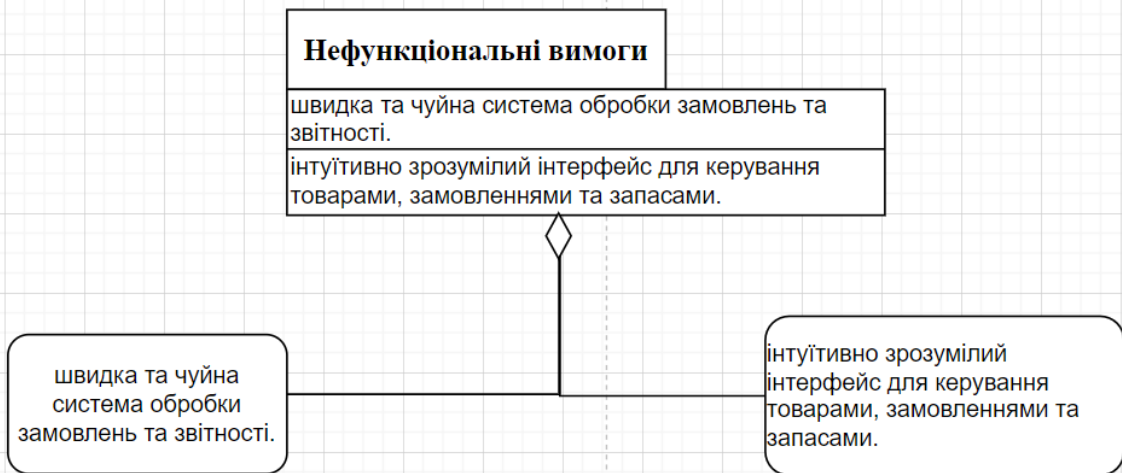 Нефункціональні вимоги
швидка та чуйна система обробки замовлень та
звітності.
інтуїтивно зрозумілий інтерфейс для керування
товарами, замовленнями та запасами.
швидка та чуйна
система обробки
замовлень та звітності.
інтуїтивно зрозумілий
інтерфейс для керування
товарами, замовленнями та
запасами.